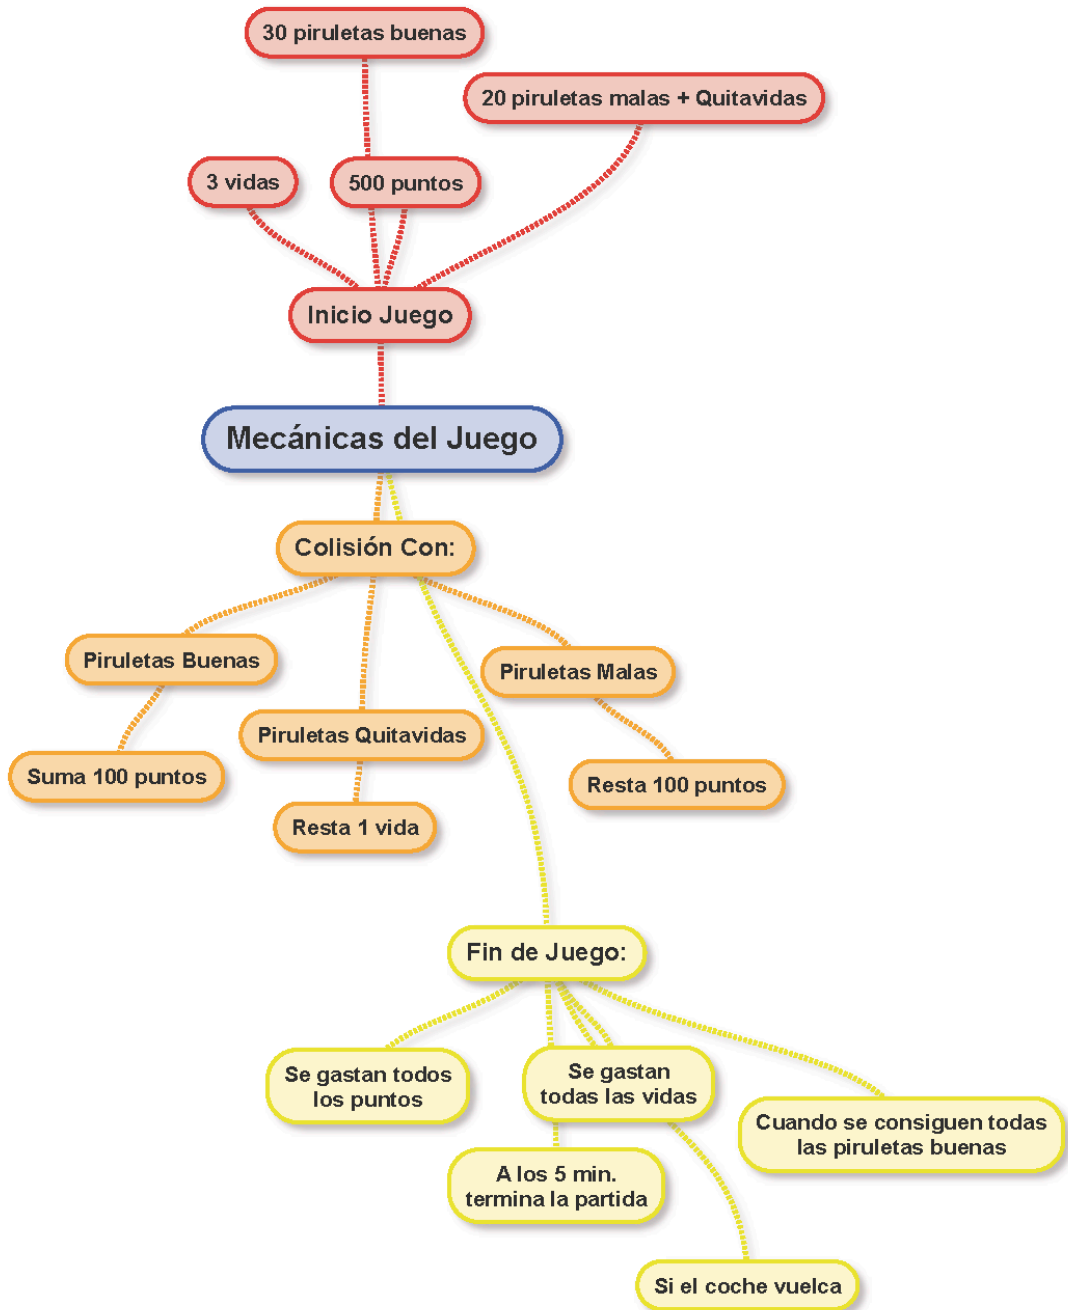 30 piruletas buenas
20 piruletas malas + Quitavidas
3 vidas
500 puntos
Inicio Juego
Mecánicas del Juego
Colisión Con:
Piruletas Buenas
Piruletas Malas
Piruletas Quitavidas
Suma 100 puntos
Resta 100 puntos
Resta 1 vida
Fin de Juego:
Se gastan todos
los puntos
Se gastan
todas las vidas
Cuando se consiguen todas
las piruletas buenas
A los 5 min.
termina la partida
Si el coche vuelca